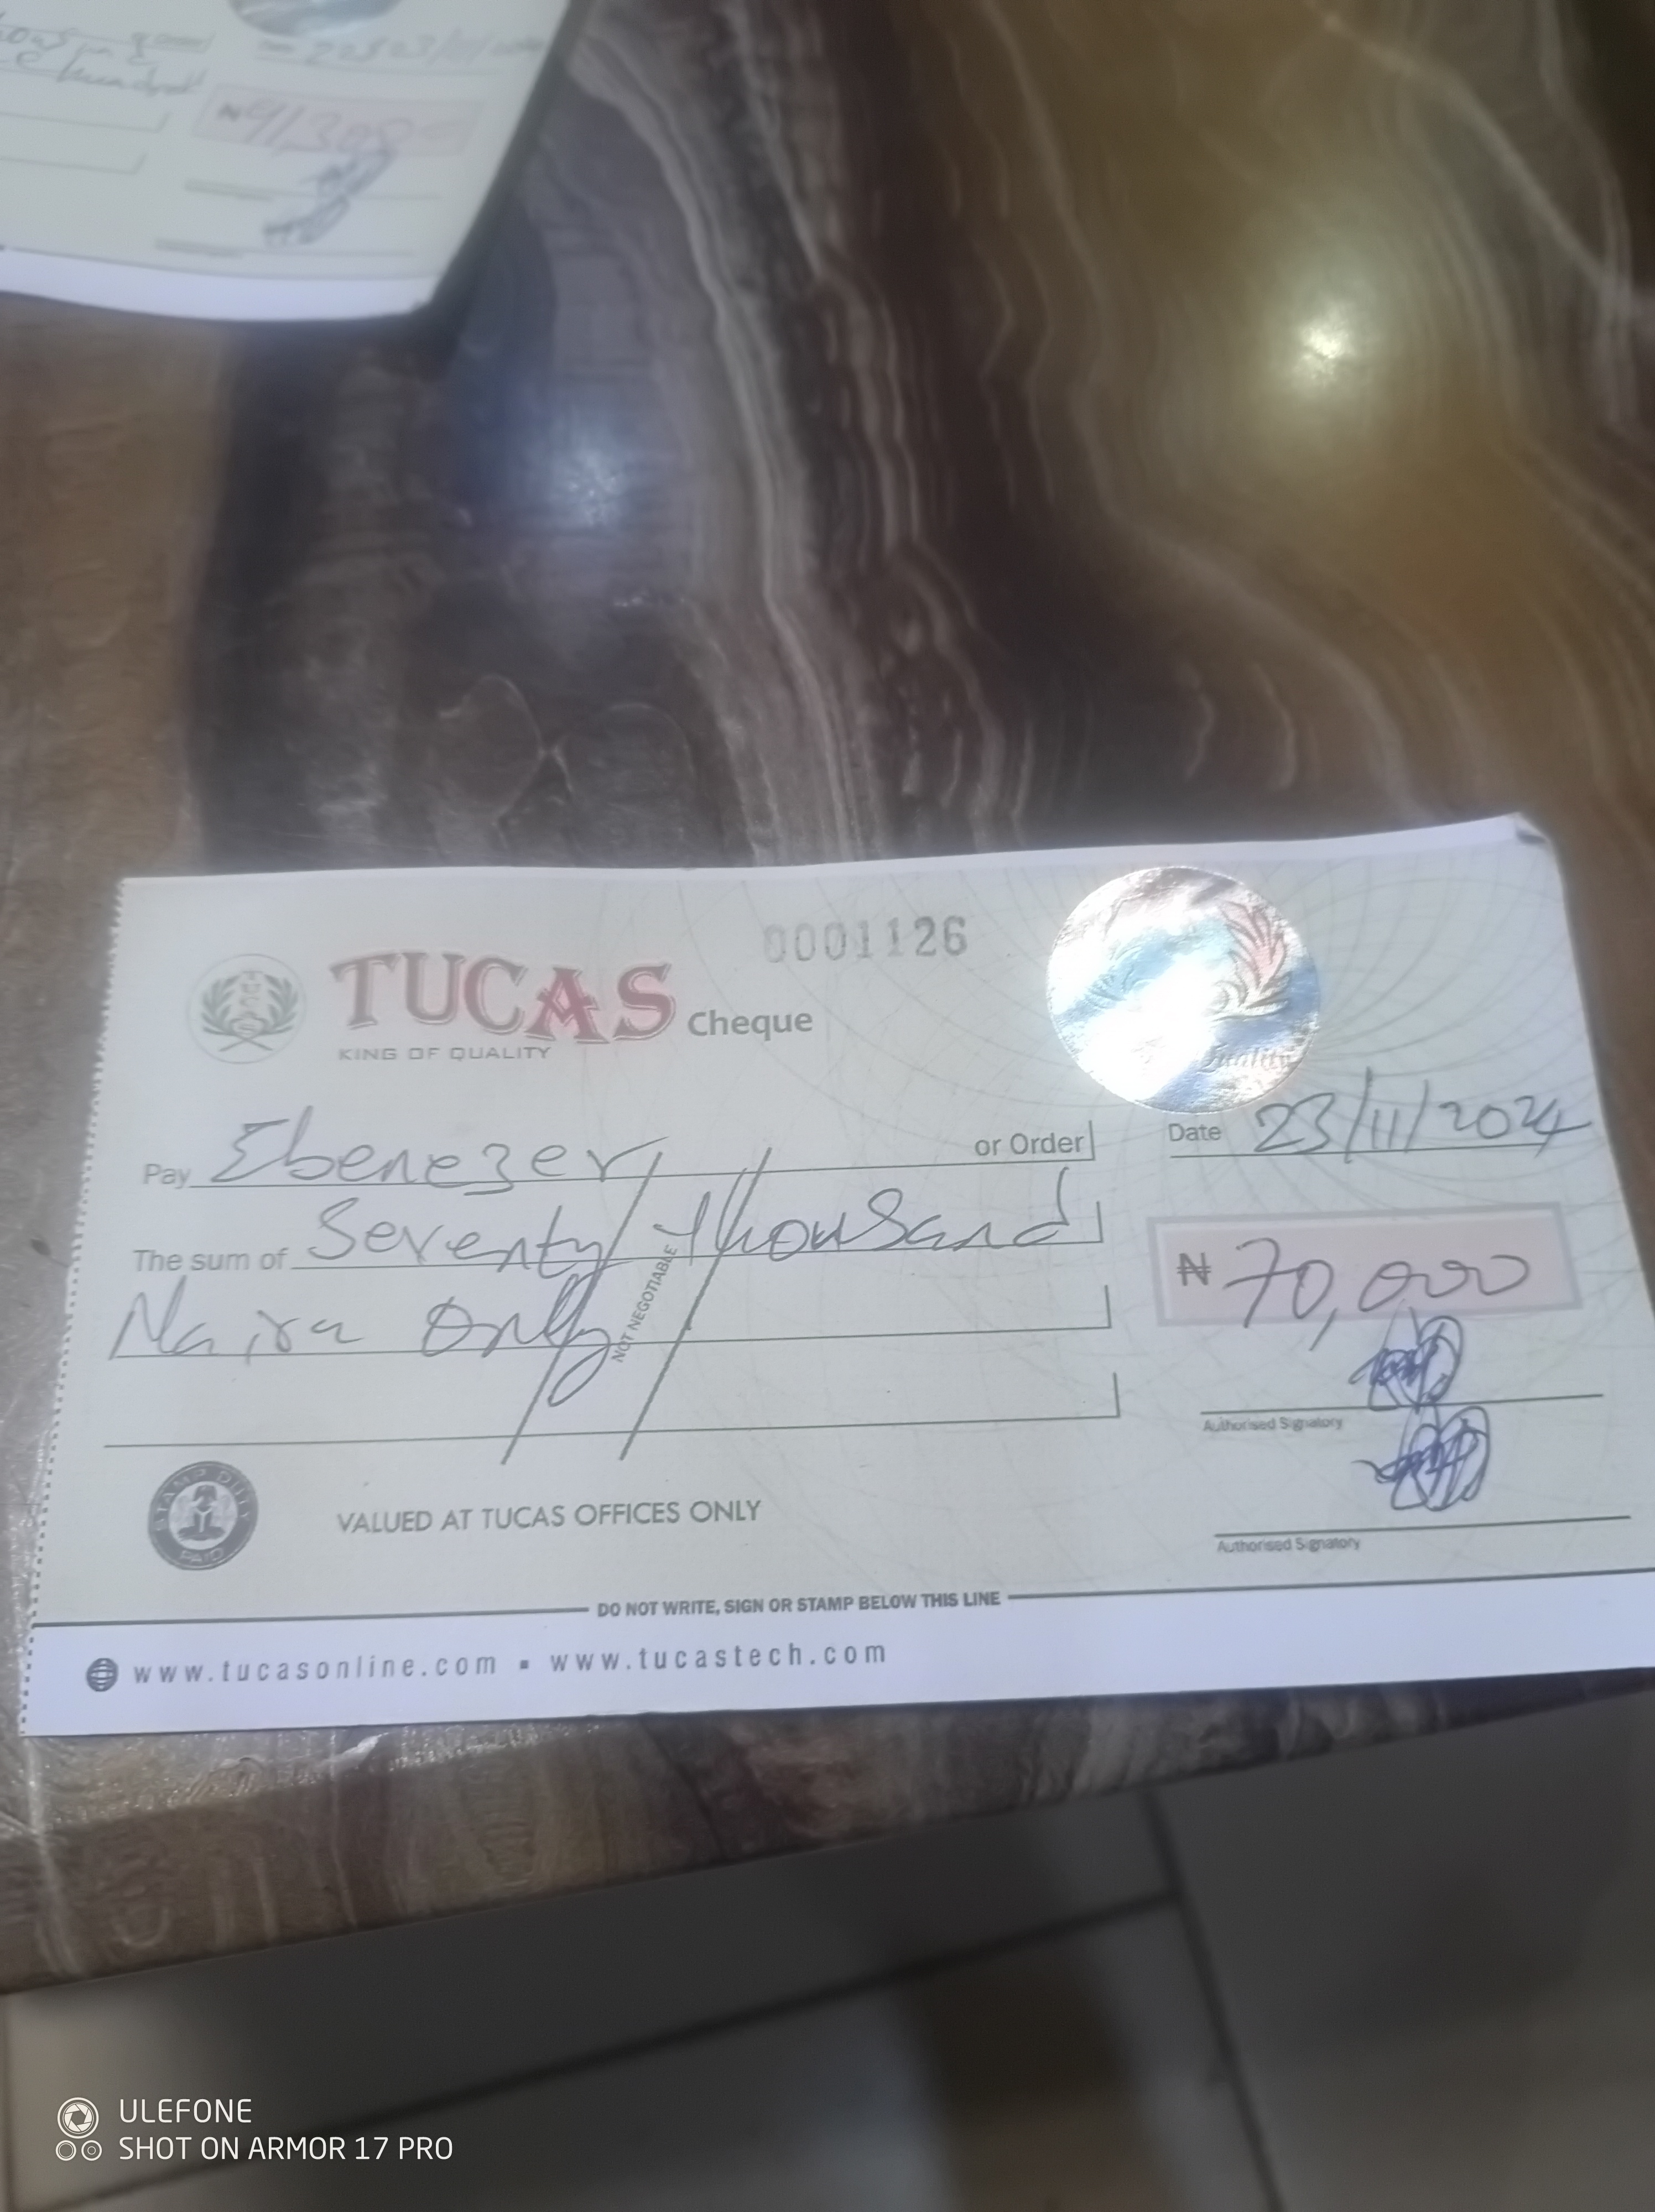 ₦91,308
0001126
TUCAS Cheque
KING OF QUALITY
Quality
Pay Ebenezer or Order
Date 23/11/2024
The sum of Seventy thousand
Naira Only
NOT NEGOTIABLE
₦ 70,000
Authorised Signatory
Authorised Signatory
STAMP DUTY PAID
VALUED AT TUCAS OFFICES ONLY
DO NOT WRITE, SIGN OR STAMP BELOW THIS LINE
www.tucasonline.com ▪ www.tucastech.com
ULEFONE
SHOT ON ARMOR 17 PRO